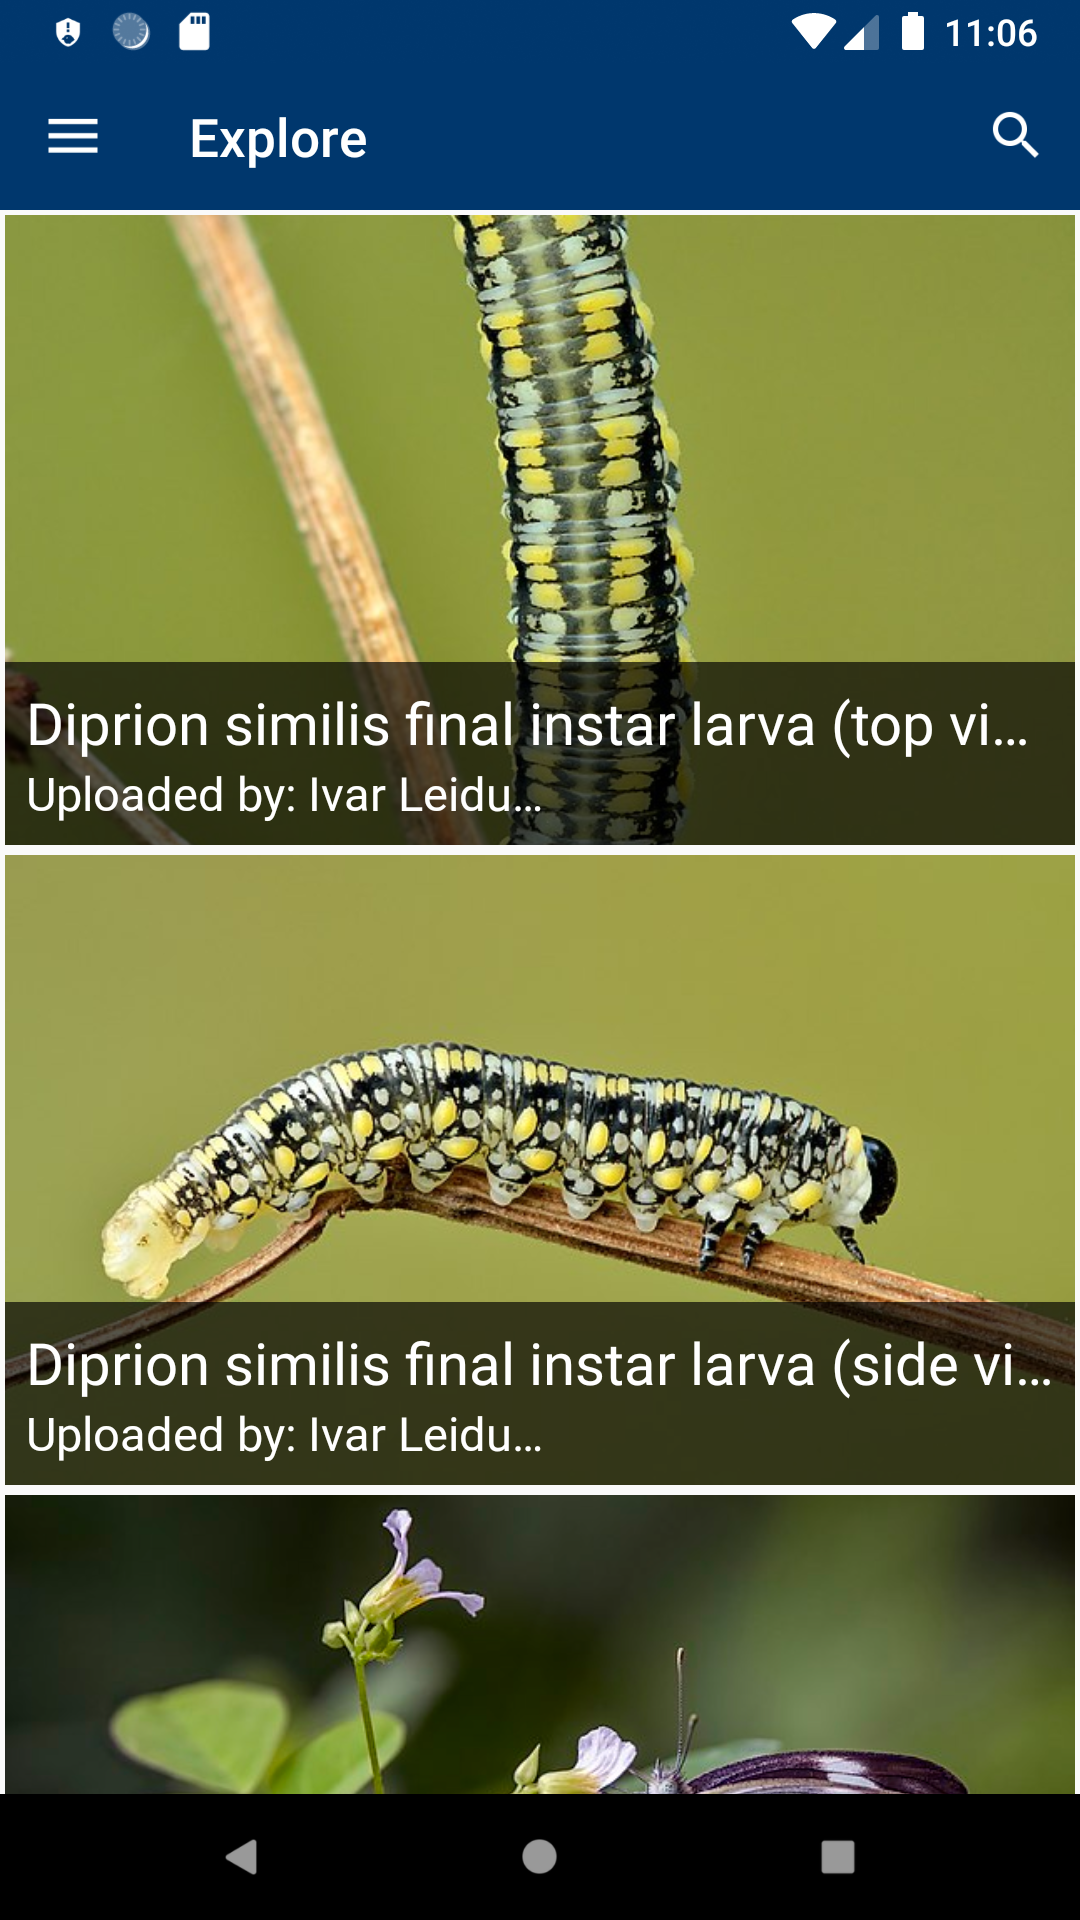 11:06
Explore
Diprion similis final instar larva (top vi...
Uploaded by: Ivar Leidu...
Diprion similis final instar larva (side vi...
Uploaded by: Ivar Leidu...